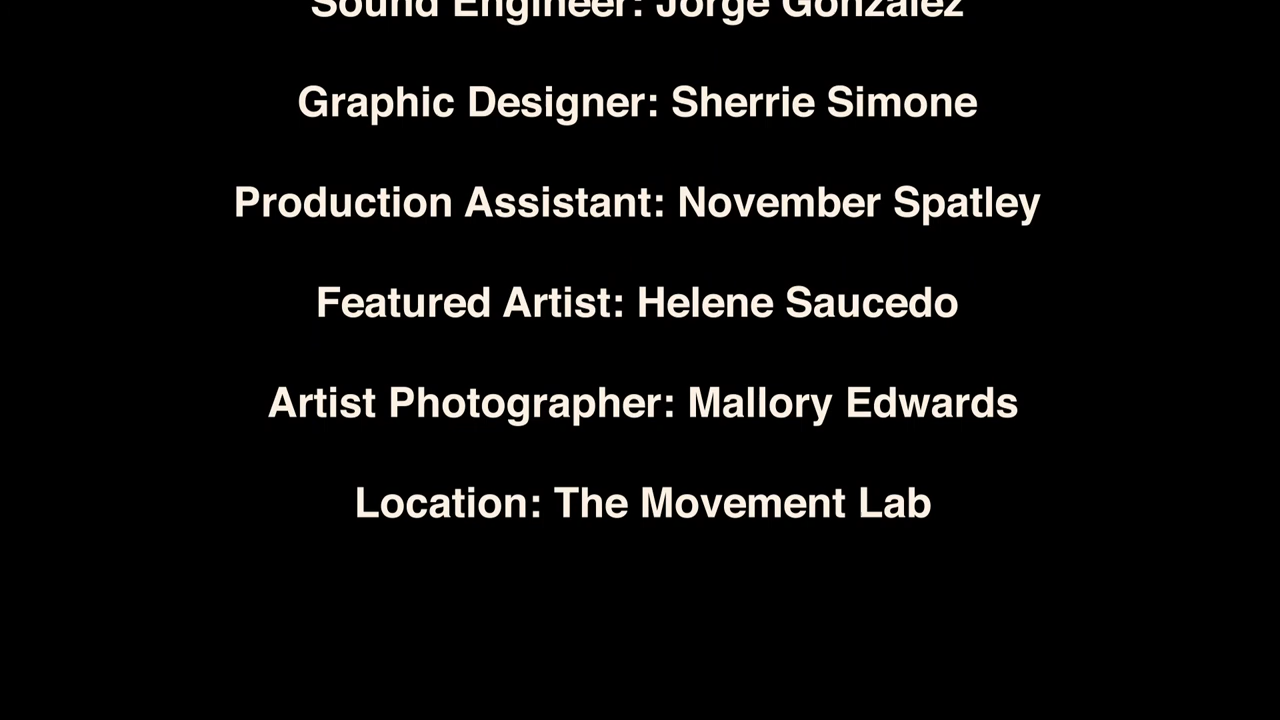 Sound Engineer: Jorge Gonzalez
Graphic Designer: Sherrie Simone
Production Assistant: November Spatley
Featured Artist: Helene Saucedo
Artist Photographer: Mallory Edwards
Location: The Movement Lab